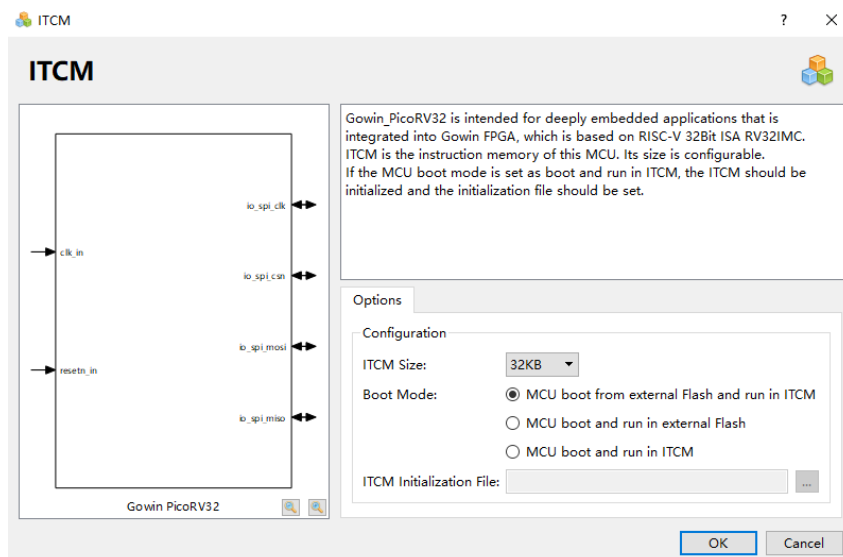 ITCM
?
ITCM
io_spi_clk
clk_in
io_spi_csn
io_spi_mosi
resetn_in
io_spi_miso
Gowin PicoRV32
Gowin_PicoRV32 is intended for deeply embedded applications that is
integrated into Gowin FPGA, which is based on RISC-V 32Bit ISA RV32IMC.
ITCM is the instruction memory of this MCU. Its size is configurable.
If the MCU boot mode is set as boot and run in ITCM, the ITCM should be
initialized and the initialization file should be set.
Options
Configuration
ITCM Size: 32KB
Boot Mode: MCU boot from external Flash and run in ITCM
MCU boot and run in external Flash
MCU boot and run in ITCM
ITCM Initialization File: ...
OK Cancel